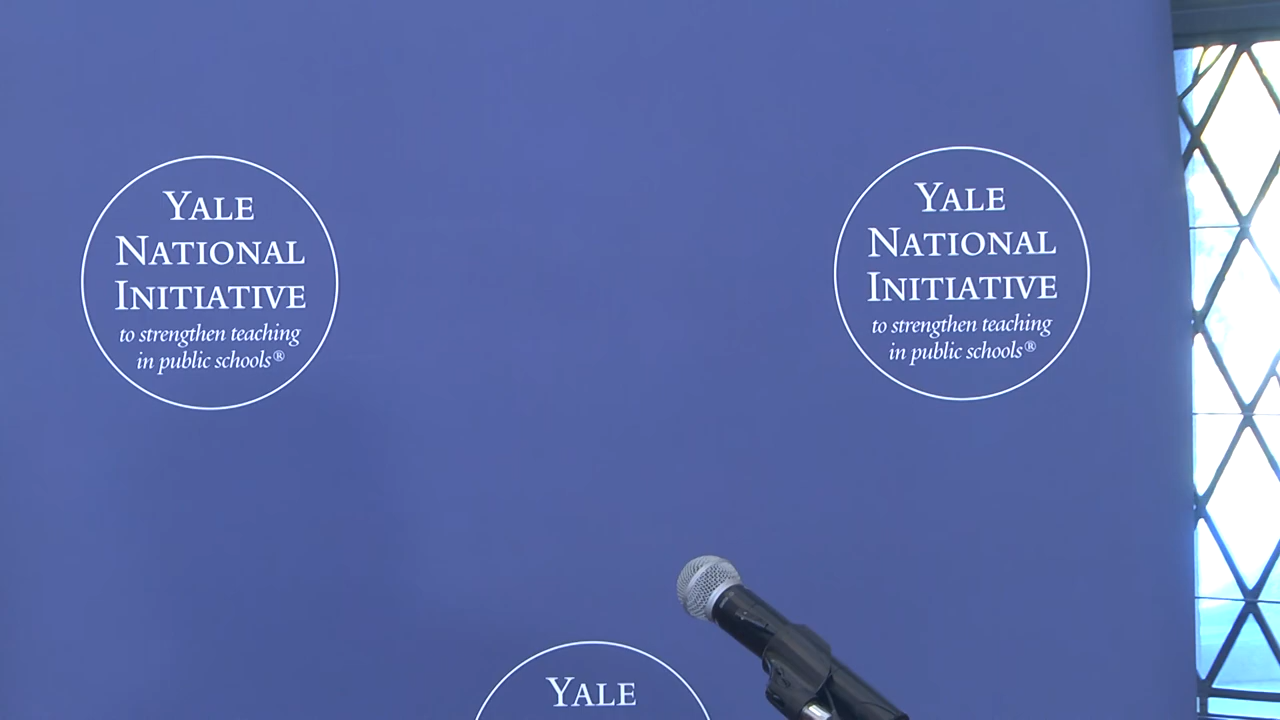 YALE
NATIONAL
INITIATIVE
to strengthen teaching
in public schools®
YALE
NATIONAL
INITIATIVE
to strengthen teaching
in public schools®
YALE